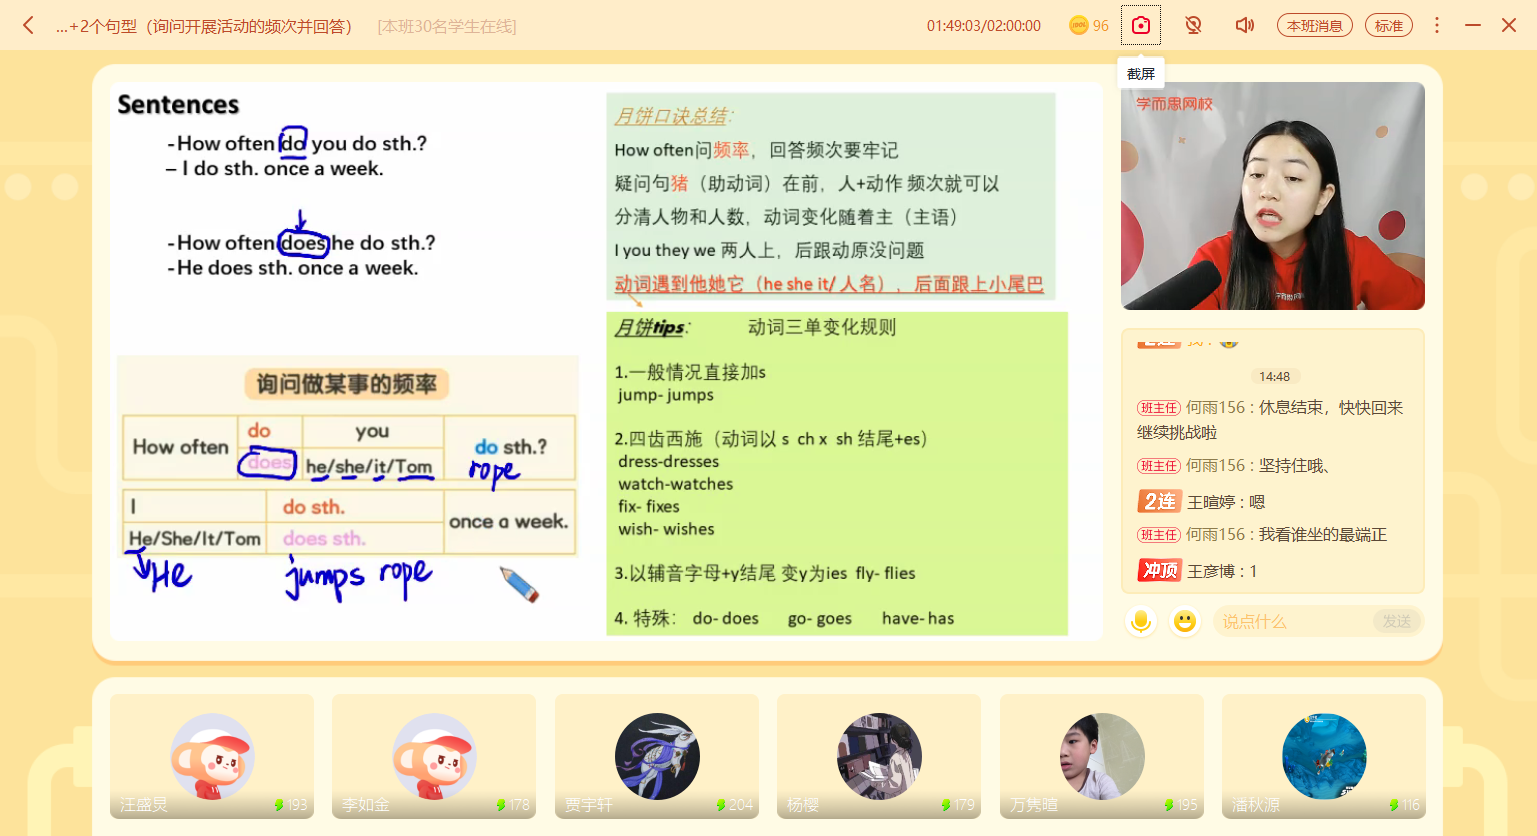 ...+2个句型（询问开展活动的频次并回答） [本班30名学生在线] 01:49:03/02:00:00 96 本班消息 标准
截屏
Sentences
-How often do you do sth.?
– I do sth. once a week.
-How often does he do sth.?
-He does sth. once a week.
询问做某事的频率
How often do you do sth.?
does he/she/it/Tom rope
I do sth. once a week.
He/She/It/Tom does sth.
He jumps rope
月饼口诀总结：
How often问频率，回答频次要牢记
疑问句猪（助动词）在前，人+动作 频次就可以
分清人物和人数，动词变化随着主（主语）
I you they we 两人上，后跟动原没问题
动词遇到他她它（he she it/ 人名），后面跟上小尾巴
月饼tips： 动词三单变化规则
1.一般情况直接加s
jump- jumps
2.四齿西施（动词以 s ch x sh 结尾+es）
dress-dresses
watch-watches
fix- fixes
wish- wishes
3.以辅音字母+y结尾 变y为ies fly- flies
4. 特殊： do- does go- goes have- has
学而思网校
14:48
班主任 何雨156：休息结束，快快回来
继续挑战啦
班主任 何雨156：坚持住哦、
2连 王暄婷：嗯
班主任 何雨156：我看谁坐的最端正
冲顶 王彦博：1
说点什么 发送
汪盛炅 193
李如金 178
贾宇轩 204
杨樱 179
万隽暄 195
潘秋源 116